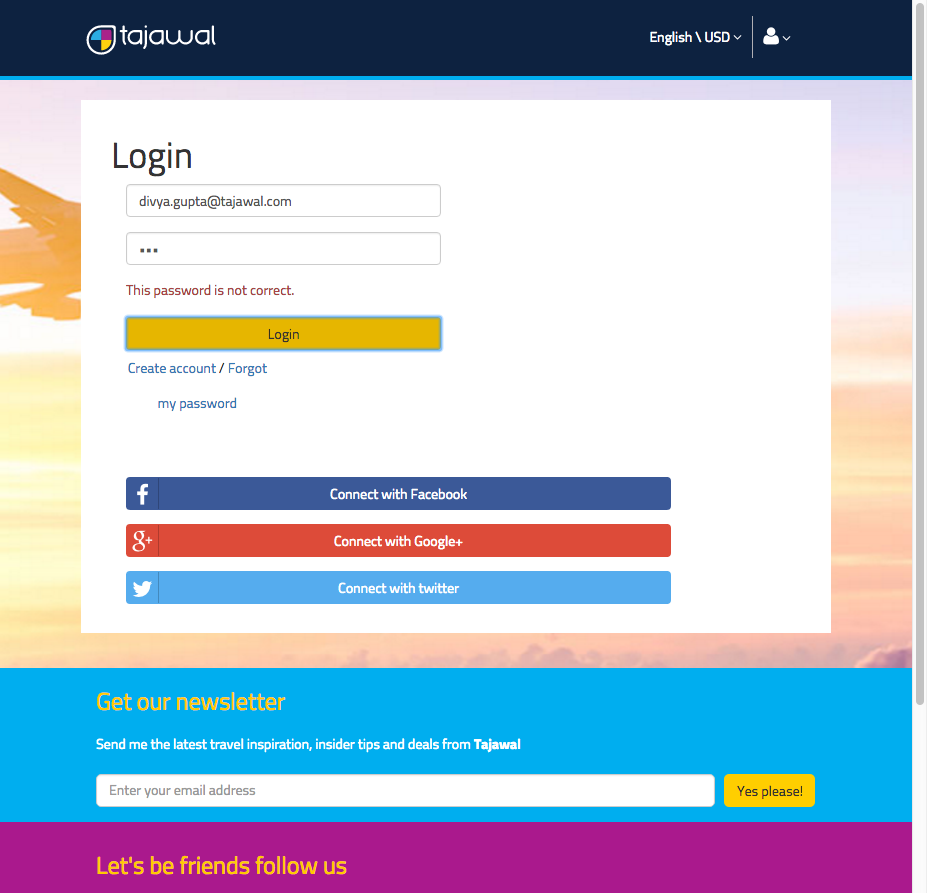 tajawal
English \ USD
Login
divya.gupta@tajawal.com
•••
This password is not correct.
Login
Create account / Forgot
my password
f
Connect with Facebook
g+
Connect with Google+
Connect with twitter
Get our newsletter
Send me the latest travel inspiration, insider tips and deals from Tajawal
Enter your email address
Yes please!
Let's be friends follow us